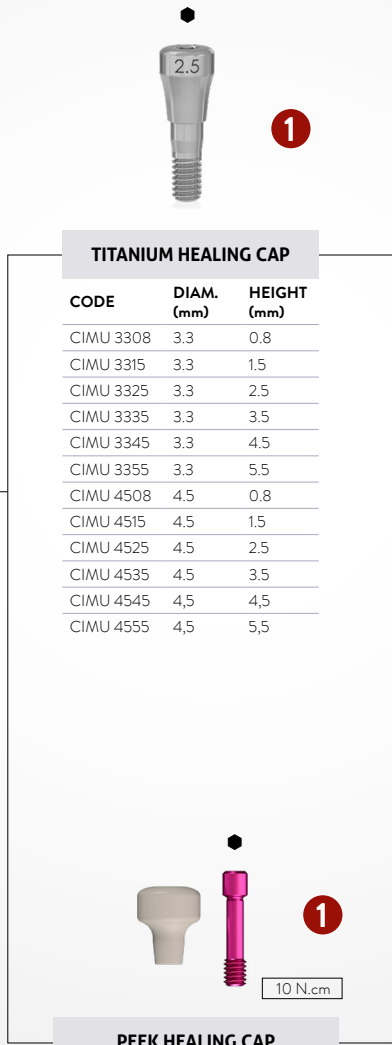 2.5
1
TITANIUM HEALING CAP
CODE DIAM. (mm) HEIGHT (mm)
CIMU 3308 3.3 0.8
CIMU 3315 3.3 1.5
CIMU 3325 3.3 2.5
CIMU 3335 3.3 3.5
CIMU 3345 3.3 4.5
CIMU 3355 3.3 5.5
CIMU 4508 4.5 0.8
CIMU 4515 4.5 1.5
CIMU 4525 4.5 2.5
CIMU 4535 4.5 3.5
CIMU 4545 4,5 4,5
CIMU 4555 4,5 5,5
1
10 N.cm
PEEK HEALING CAP